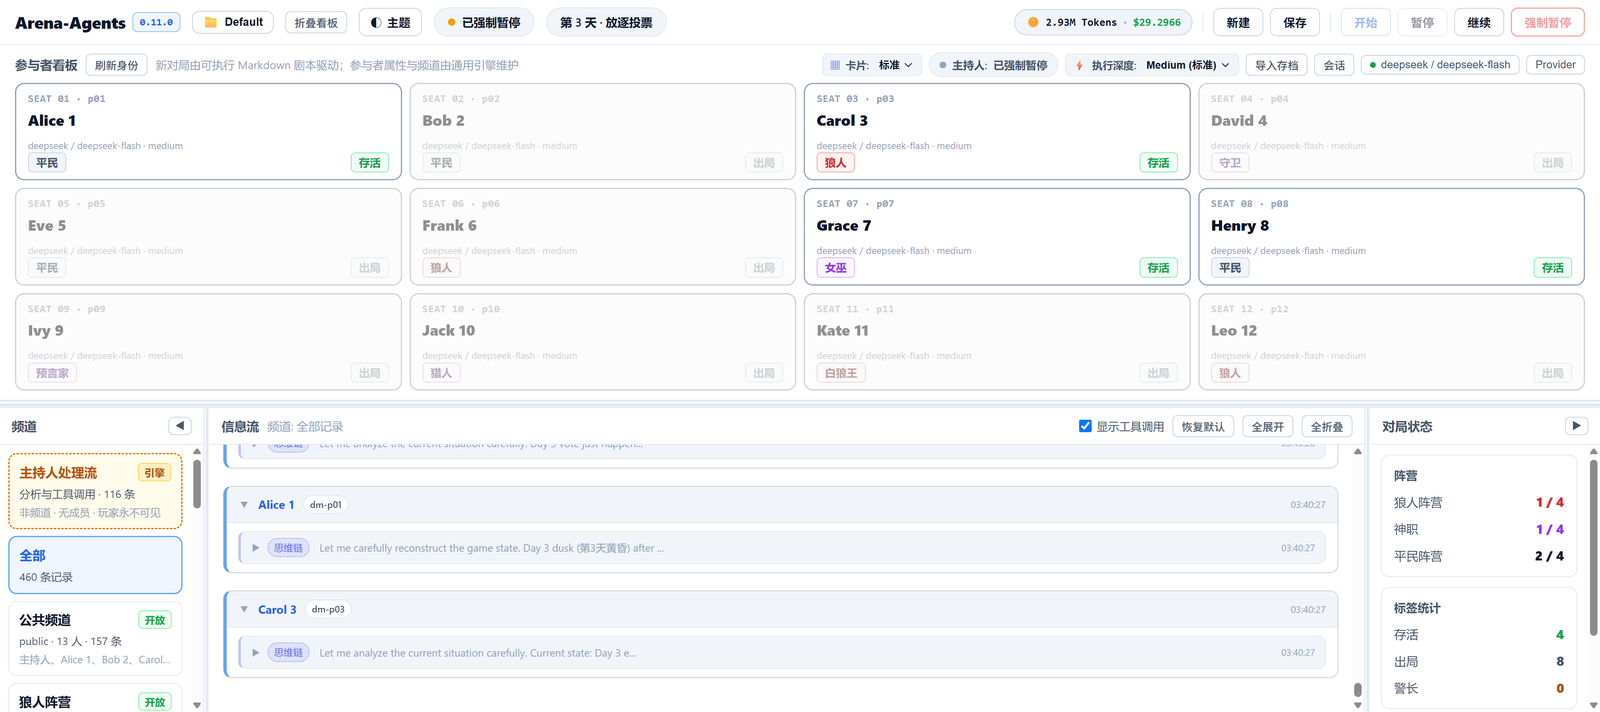 Arena-Agents 0.11.0 Default 折叠看板 主题 已强制暂停 第 3 天 · 放逐投票 2.93M Tokens · $29.2966 新建 保存 开始 暂停 继续 强制暂停
参与者看板 刷新身份 新对局由可执行 Markdown 剧本驱动；参与者属性与频道由通用引擎维护 卡片: 标准 主持人: 已强制暂停 执行深度: Medium (标准) 导入存档 会话 deepseek / deepseek-flash Provider
SEAT 01 · p01
Alice 1
deepseek / deepseek-flash · medium
平民 存活
SEAT 02 · p02
Bob 2
deepseek / deepseek-flash · medium
平民 出局
SEAT 03 · p03
Carol 3
deepseek / deepseek-flash · medium
狼人 存活
SEAT 04 · p04
David 4
deepseek / deepseek-flash · medium
守卫 出局
SEAT 05 · p05
Eve 5
deepseek / deepseek-flash · medium
平民 出局
SEAT 06 · p06
Frank 6
deepseek / deepseek-flash · medium
狼人 出局
SEAT 07 · p07
Grace 7
deepseek / deepseek-flash · medium
女巫 存活
SEAT 08 · p08
Henry 8
deepseek / deepseek-flash · medium
平民 存活
SEAT 09 · p09
Ivy 9
deepseek / deepseek-flash · medium
预言家 出局
SEAT 10 · p10
Jack 10
deepseek / deepseek-flash · medium
猎人 出局
SEAT 11 · p11
Kate 11
deepseek / deepseek-flash · medium
白狼王 出局
SEAT 12 · p12
Leo 12
deepseek / deepseek-flash · medium
狼人 出局
频道
主持人处理流 引擎
分析与工具调用 · 116 条
非频道 · 无成员 · 玩家永不可见
全部
460 条记录
公共频道 开放
public · 13 人 · 157 条
主持人、Alice 1、Bob 2、Carol...
狼人阵营 开放
信息流 频道: 全部记录 显示工具调用 恢复默认 全展开 全折叠
思维链 Let me analyze the current situation carefully. Day 3 vote just happen...
Alice 1 dm-p01 03:40:27
思维链 Let me carefully reconstruct the game state. Day 3 dusk (第3天黄昏) after ... 03:40:27
Carol 3 dm-p03 03:40:27
思维链 Let me analyze the current situation carefully. Current state: Day 3 e... 03:40:27
对局状态
阵营
狼人阵营 1 / 4
神职 1 / 4
平民阵营 2 / 4
标签统计
存活 4
出局 8
警长 0